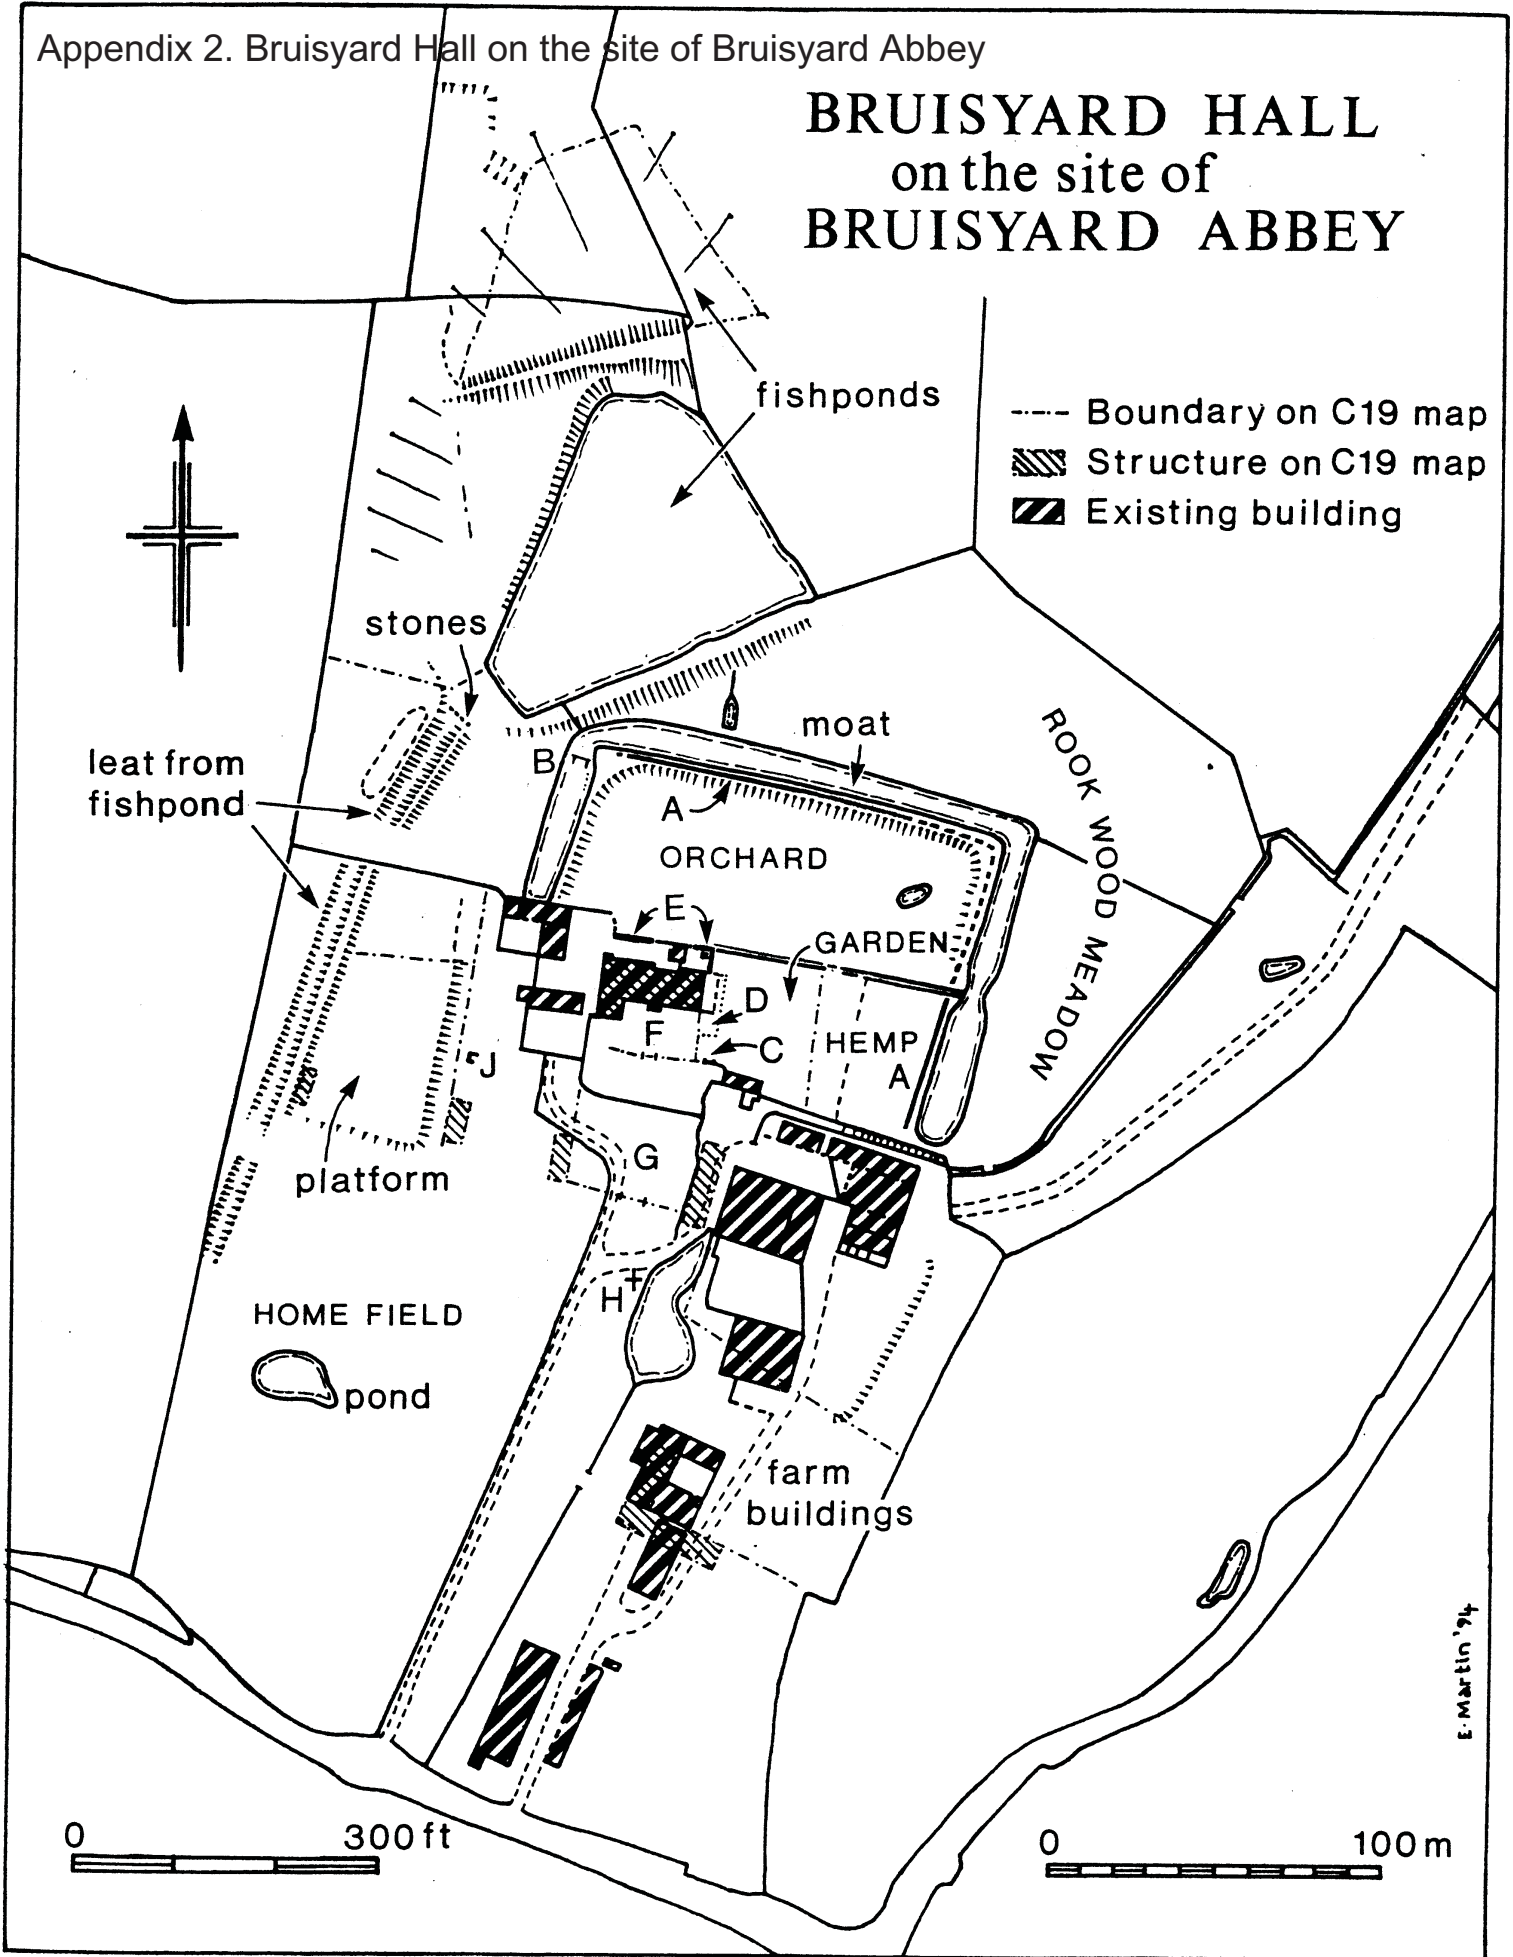 Appendix 2. Bruisyard Hall on the site of Bruisyard Abbey
BRUISYARD HALL
on the site of
BRUISYARD ABBEY
fishponds
Boundary on C19 map
Structure on C19 map
Existing building
stones
moat
leat from
fishpond
B
A
ROOK WOOD MEADOW
ORCHARD
E
GARDEN
D
F
C
HEMP
A
J
G
platform
H
HOME FIELD
pond
farm
buildings
E. Martin '94
0 300 ft
0 100 m